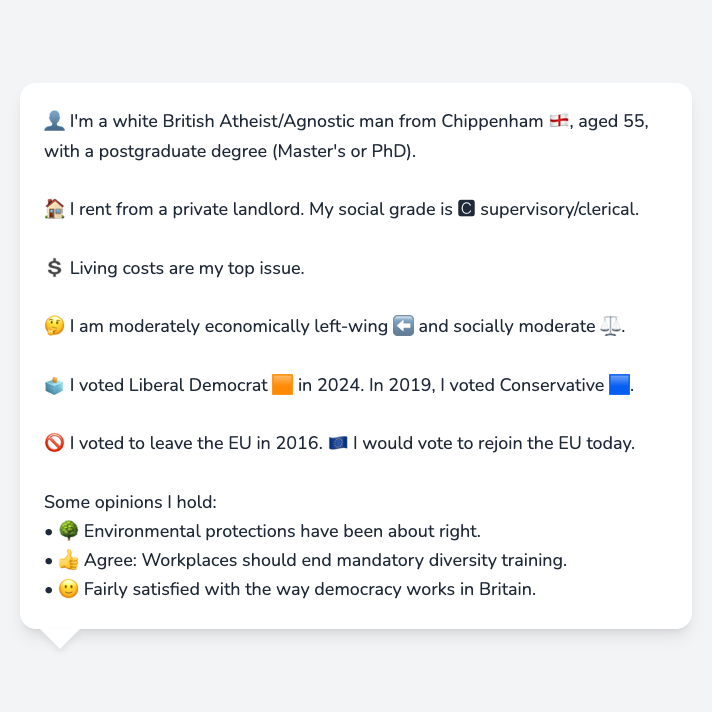 👤 I'm a white British Atheist/Agnostic man from Chippenham 🏴󠁧󠁢󠁥󠁮󠁧󠁿, aged 55,
with a postgraduate degree (Master's or PhD).
🏠 I rent from a private landlord. My social grade is 🅲 supervisory/clerical.
💲 Living costs are my top issue.
🤔 I am moderately economically left-wing ⬅️ and socially moderate ⚖️.
🗳️ I voted Liberal Democrat 🟧 in 2024. In 2019, I voted Conservative 🟦.
🚫 I voted to leave the EU in 2016. 🇪🇺 I would vote to rejoin the EU today.
Some opinions I hold:
• 🌳 Environmental protections have been about right.
• 👍 Agree: Workplaces should end mandatory diversity training.
• 🙂 Fairly satisfied with the way democracy works in Britain.